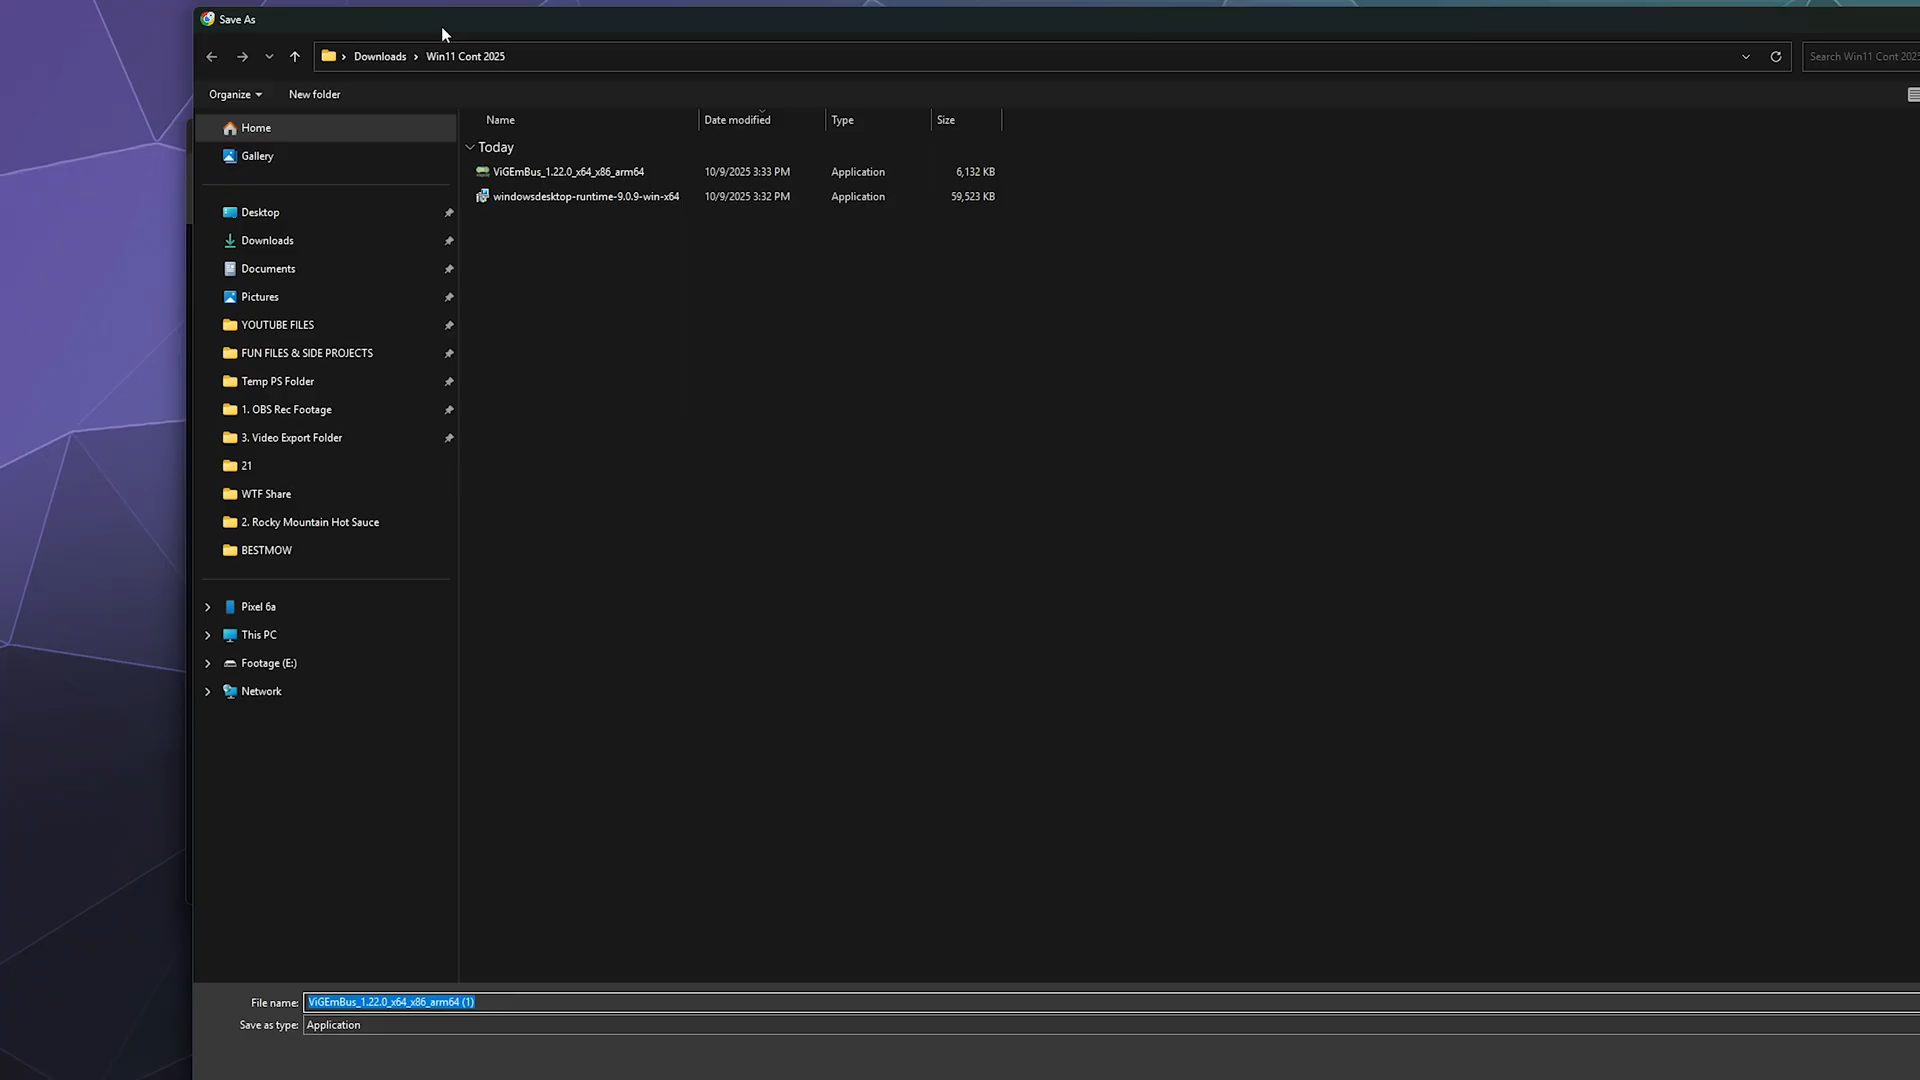 Save As
Downloads › Win11 Cont 2025
Search Win11 Cont 2025
Organize
New folder
Home
Gallery
Desktop
Downloads
Documents
Pictures
YOUTUBE FILES
FUN FILES & SIDE PROJECTS
Temp PS Folder
1. OBS Rec Footage
3. Video Export Folder
21
WTF Share
2. Rocky Mountain Hot Sauce
BESTMOW
Pixel 6a
This PC
Footage (E:)
Network
Name Date modified Type Size
Today
ViGEmBus_1.22.0_x64_x86_arm64 10/9/2025 3:33 PM Application 6,132 KB
windowsdesktop-runtime-9.0.9-win-x64 10/9/2025 3:32 PM Application 59,523 KB
File name: ViGEmBus_1.22.0_x64_x86_arm64 (1)
Save as type: Application